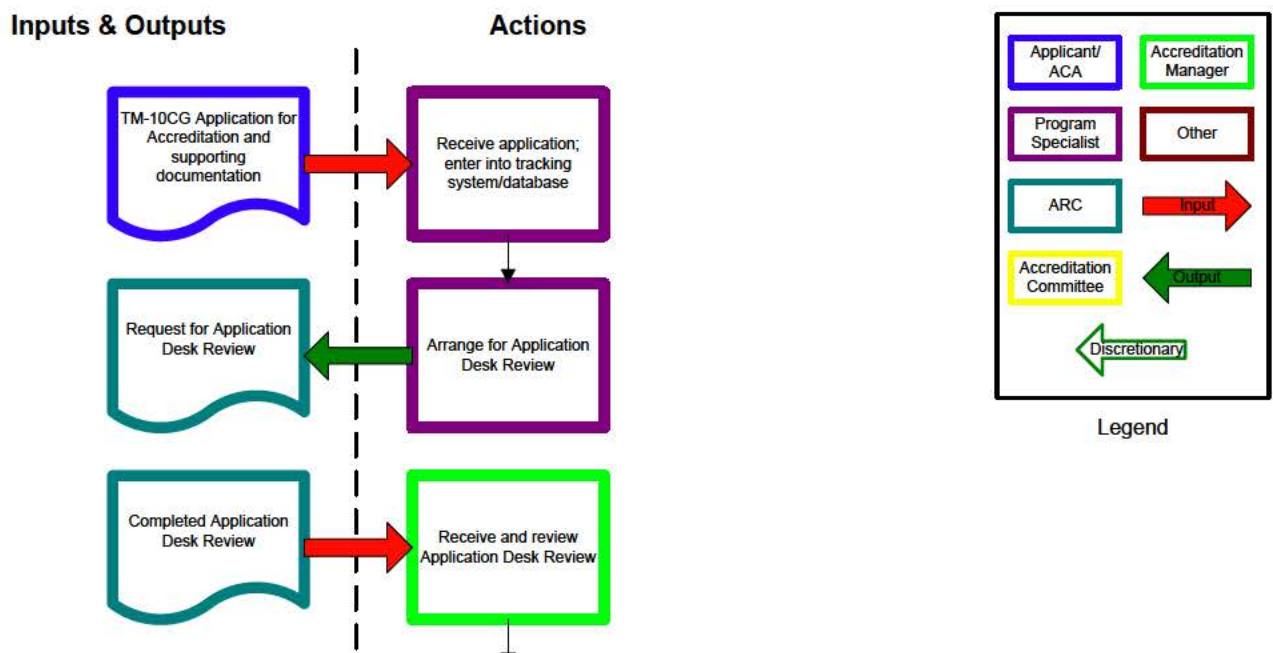 Inputs & Outputs
Actions
TM-10CG Application for
Accreditation and
supporting
documentation
Receive application;
enter into tracking
system/database
Request for Application
Desk Review
Arrange for Application
Desk Review
Completed Application
Desk Review
Receive and review
Application Desk Review
Applicant/
ACA
Accreditation
Manager
Program
Specialist
Other
ARC
Input
Accreditation
Committee
Output
Discretionary
Legend